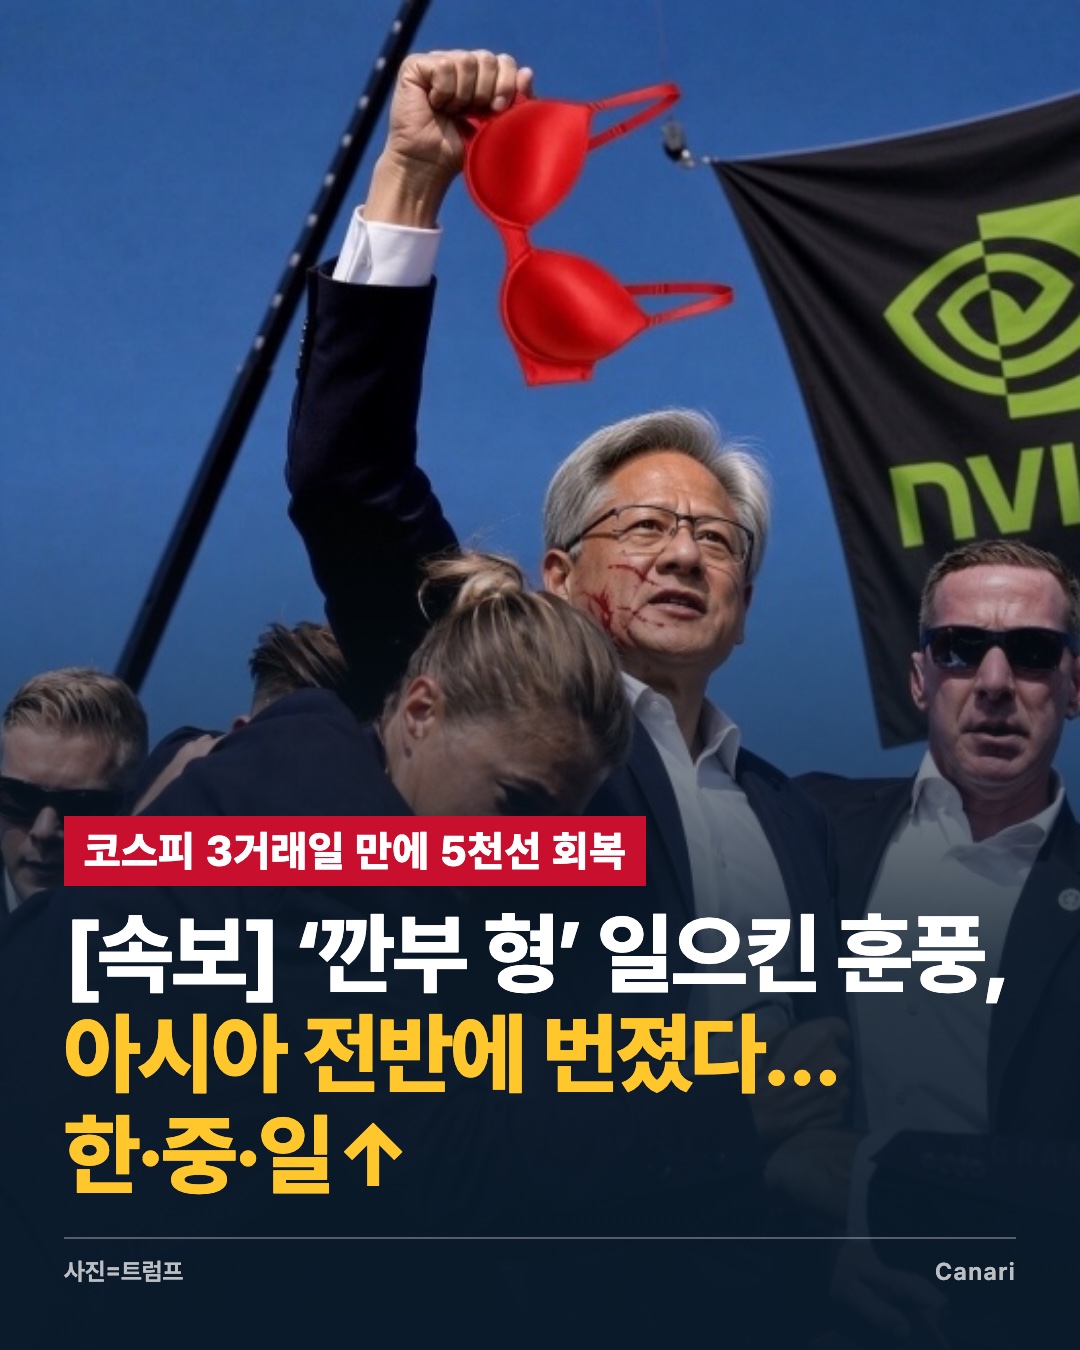 nvi
코스피 3거래일 만에 5천선 회복
[속보] ‘깐부 형’ 일으킨 훈풍,
아시아 전반에 번졌다...
한·중·일↑
사진=트럼프
Canari